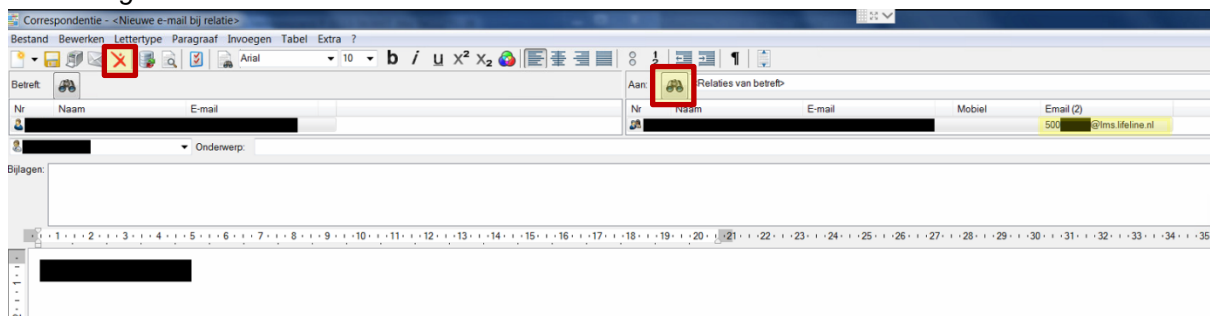 Correspondentie - <Nieuwe e-mail bij relatie>
Bestand Bewerken Lettertype Paragraaf Invoegen Tabel Extra ?
Arial 10 b i u x² x₂ ¶
Betreft: Aan: <Relaties van betreft>
Nr Naam E-mail Nr Naam E-mail Mobiel Email (2)
500 @lms.lifeline.nl
Onderwerp:
Bijlagen:
1 2 3 4 5 6 7 8 9 10 11 12 13 14 15 16 17 18 19 20 21 22 23 24 25 26 27 28 29 30 31 32 33 34 35
1